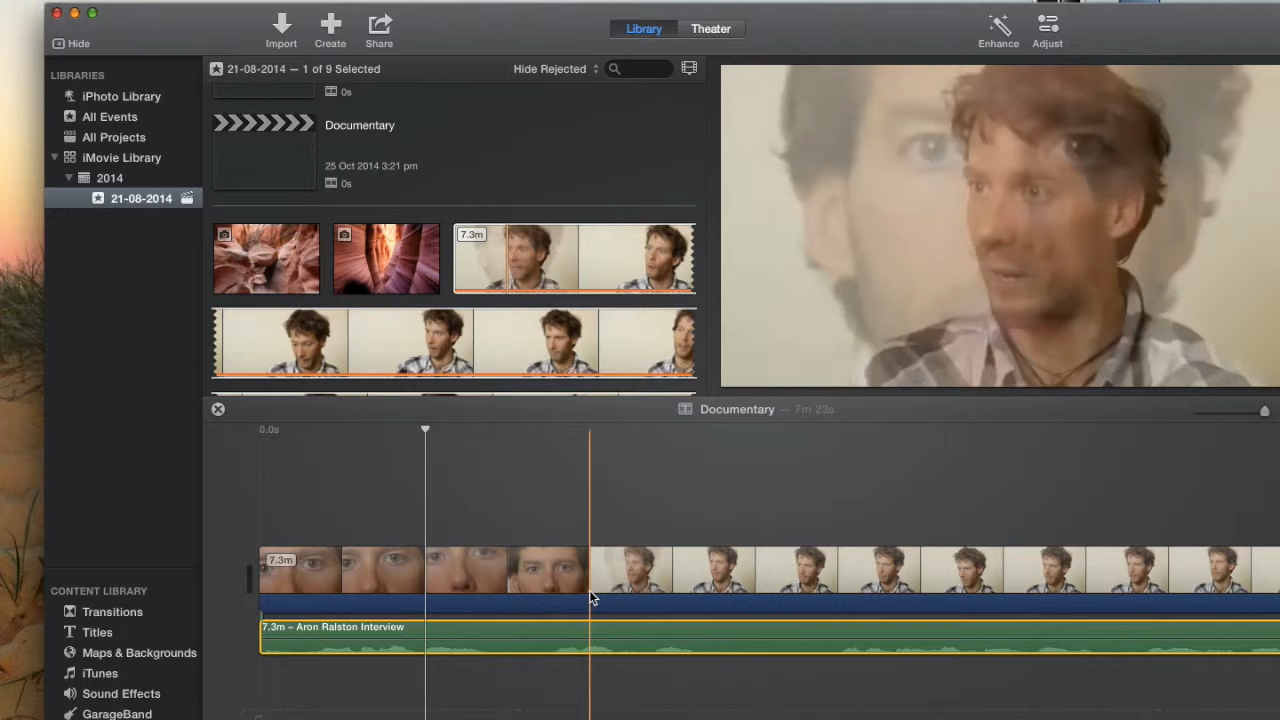 Hide
Import
Create
Share
Library
Theater
Enhance
Adjust
LIBRARIES
iPhoto Library
All Events
All Projects
iMovie Library
2014
21-08-2014
21-08-2014 — 1 of 9 Selected
Hide Rejected
0s
Documentary
25 Oct 2014 3:21 pm
0s
7.3m
Documentary — 7m 23s
0.0s
7.3m
7.3m – Aron Ralston Interview
CONTENT LIBRARY
Transitions
T Titles
Maps & Backgrounds
iTunes
Sound Effects
GarageBand